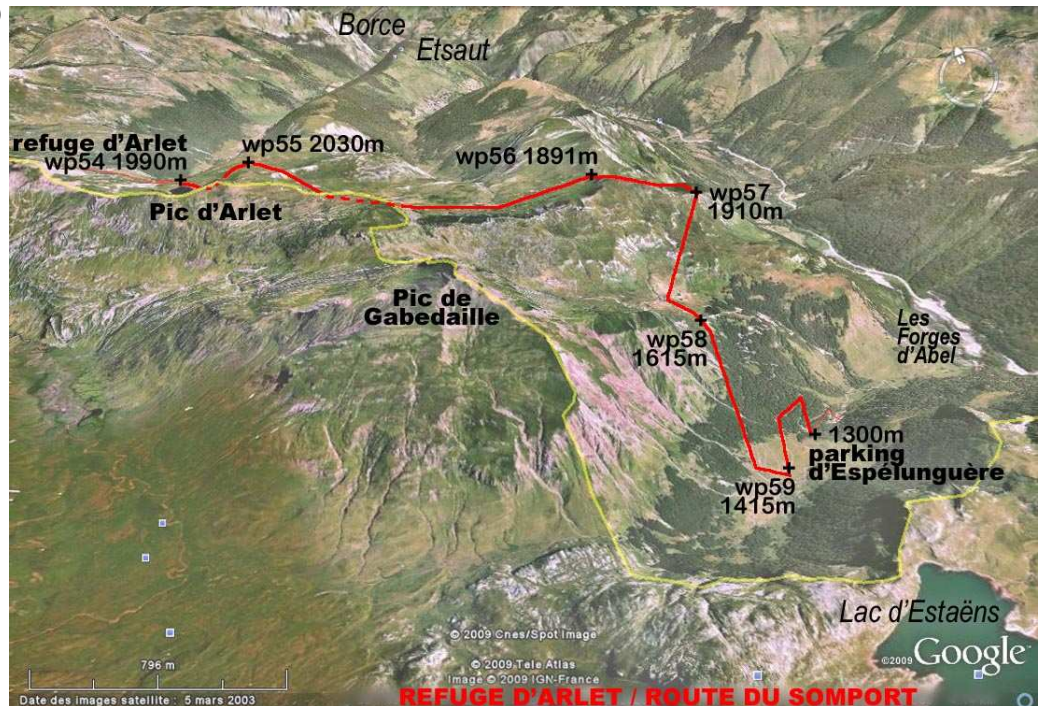 Borce
Etsaut
refuge d'Arlet
wp54 1990m
wp55 2030m
wp56 1891m
wp57
1910m
Pic d'Arlet
Pic de
Gabedaille
Les
Forges
d'Abel
wp58
1615m
1300m
parking
d'Espélunguère
wp59
1415m
Lac d'Estaëns
© 2009 Cnes/Spot Image
© 2009 Tele Atlas
Image © 2009 IGN-France
©2009 Google
796 m
Date des images satellite : 5 mars 2003
REFUGE D'ARLET / ROUTE DU SOMPORT